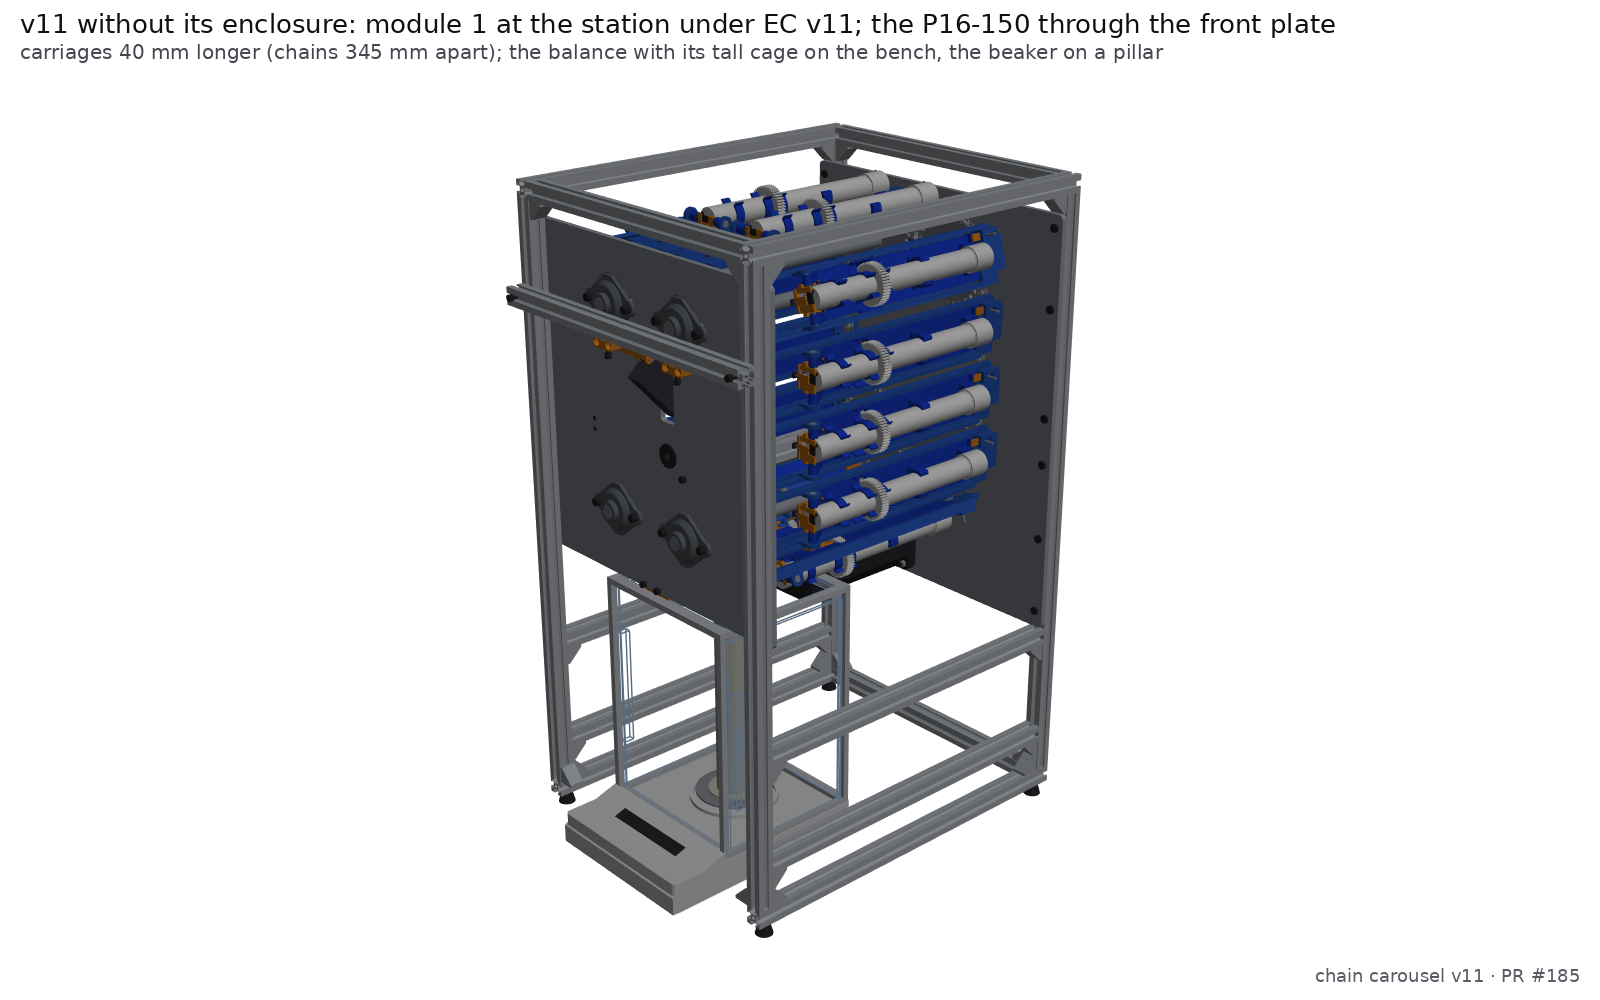 v11 without its enclosure: module 1 at the station under EC v11; the P16-150 through the front plate
carriages 40 mm longer (chains 345 mm apart); the balance with its tall cage on the bench, the beaker on a pillar
chain carousel v11 · PR #185